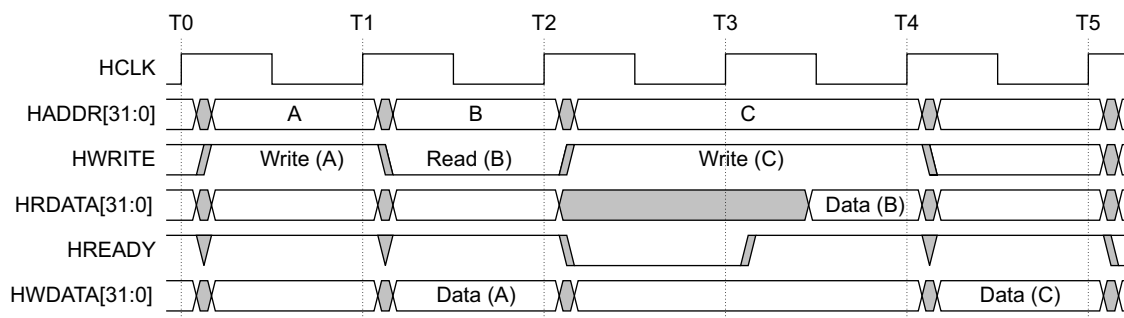 T0 T1 T2 T3 T4 T5
HCLK
HADDR[31:0] A B C
HWRITE Write (A) Read (B) Write (C)
HRDATA[31:0] Data (B)
HREADY
HWDATA[31:0] Data (A) Data (C)